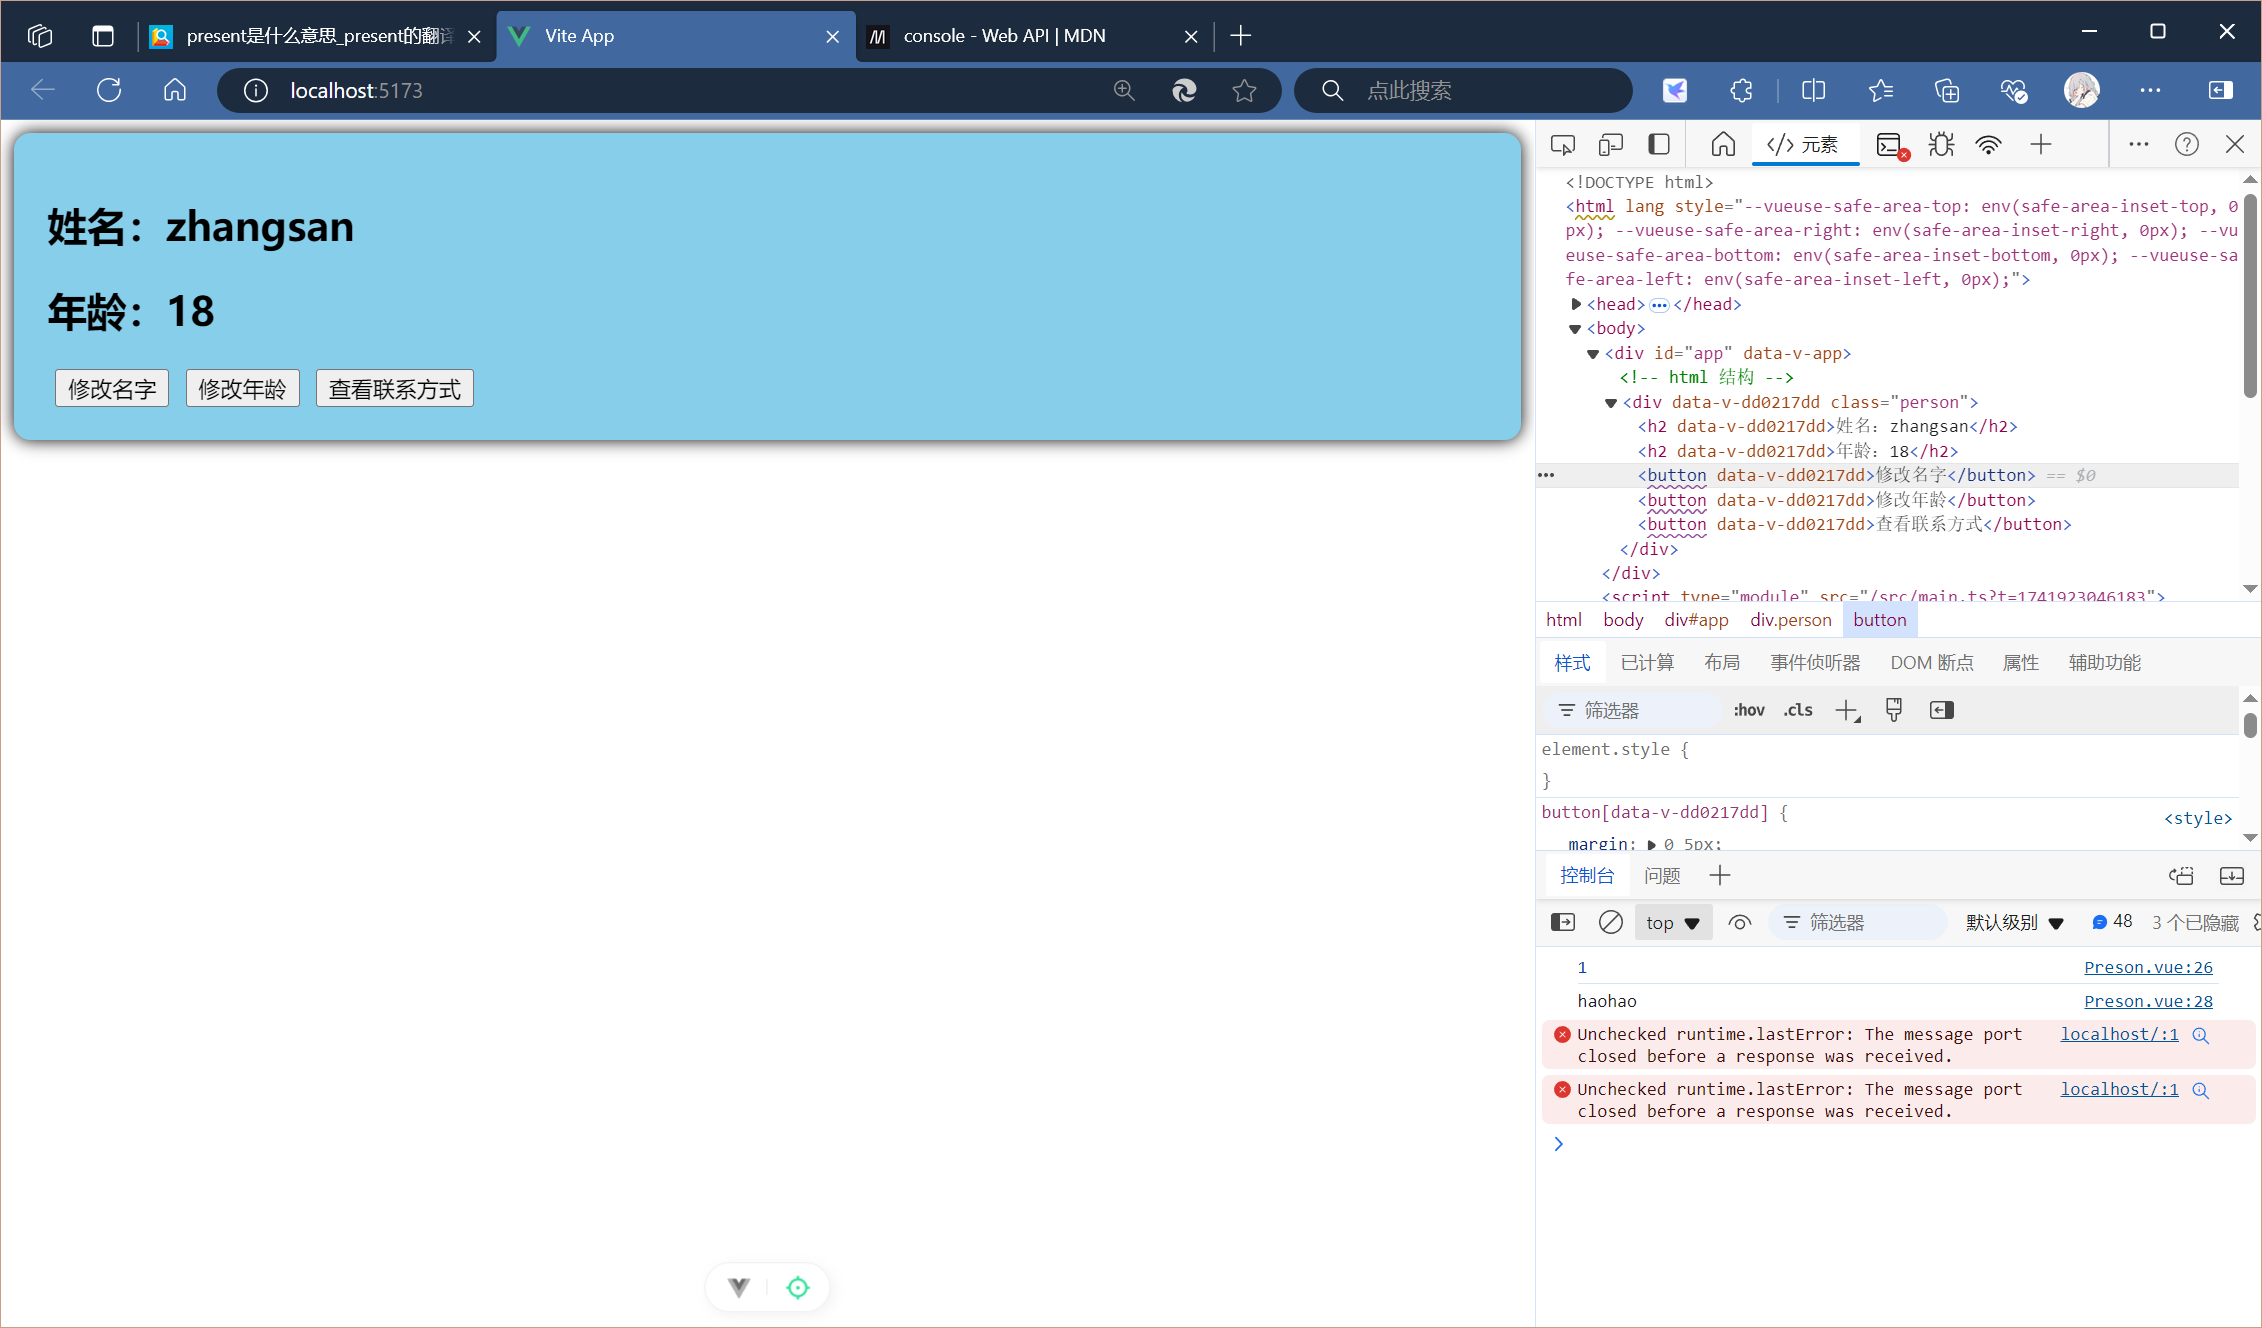 present是什么意思_present的翻译
Vite App
console - Web API | MDN
localhost:5173
点此搜索
姓名：zhangsan
年龄：18
修改名字
修改年龄
查看联系方式
元素
<!DOCTYPE html>
<html lang style="--vueuse-safe-area-top: env(safe-area-inset-top, 0
px); --vueuse-safe-area-right: env(safe-area-inset-right, 0px); --vu
euse-safe-area-bottom: env(safe-area-inset-bottom, 0px); --vueuse-sa
fe-area-left: env(safe-area-inset-left, 0px);">
<head>…</head>
<body>
<div id="app" data-v-app>
<!-- html 结构 -->
<div data-v-dd0217dd class="person">
<h2 data-v-dd0217dd>姓名：zhangsan</h2>
<h2 data-v-dd0217dd>年龄：18</h2>
<button data-v-dd0217dd>修改名字</button> == $0
<button data-v-dd0217dd>修改年龄</button>
<button data-v-dd0217dd>查看联系方式</button>
</div>
</div>
<script type="module" src="/src/main.ts?t=1741923046183">
html body div#app div.person button
样式 已计算 布局 事件侦听器 DOM 断点 属性 辅助功能
筛选器 :hov .cls
element.style {
}
button[data-v-dd0217dd] { <style>
margin: 0 5px;
控制台 问题
top 筛选器 默认级别 48 3 个已隐藏
1 Preson.vue:26
haohao Preson.vue:28
Unchecked runtime.lastError: The message port localhost/:1
closed before a response was received.
Unchecked runtime.lastError: The message port localhost/:1
closed before a response was received.